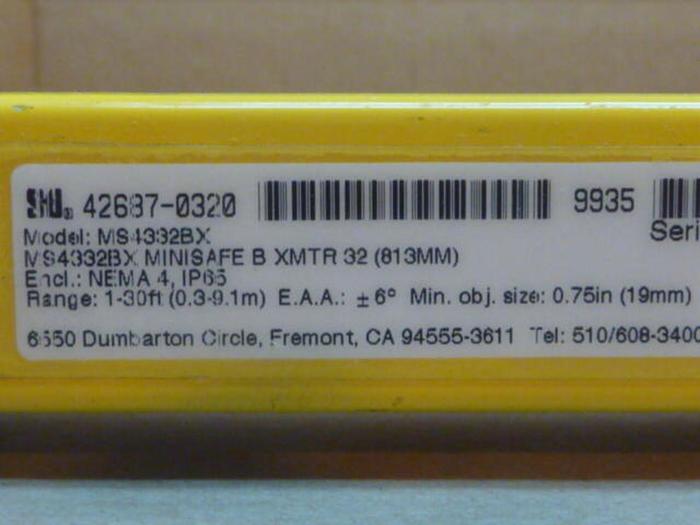 42687-0320 9935
Model: MS4332BX Seri
MS4332BX MINISAFE B XMTR 32 (813MM)
Encl.: NEMA 4, IP65
Range: 1-30ft (0.3-9.1m) E.A.A.: ±6° Min. obj. size: 0.75in (19mm)
6550 Dumbarton Circle, Fremont, CA 94555-3611 Tel: 510/608-3400